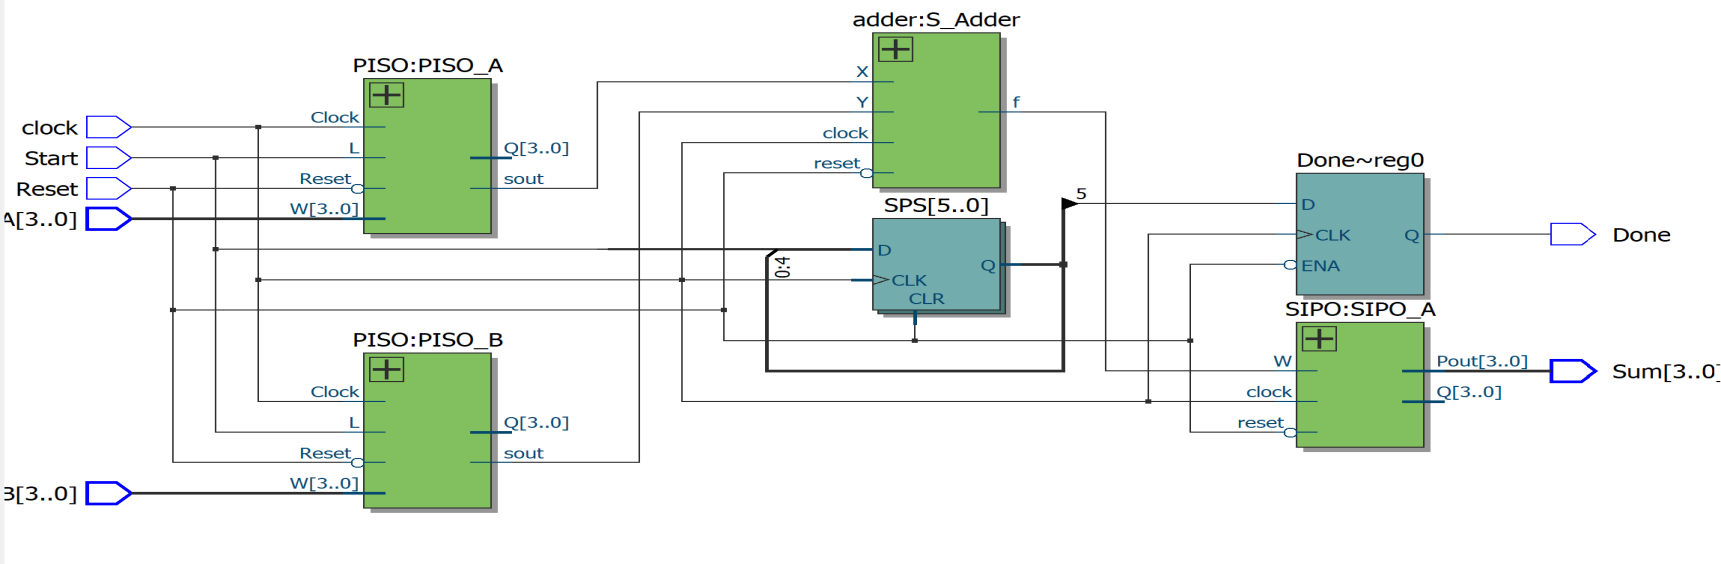 adder:S_Adder
X
Y
clock
reset
f
PISO:PISO_A
Clock
L
Reset
W[3..0]
Q[3..0]
sout
clock
Start
Reset
A[3..0]
SPS[5..0]
D
CLK
CLR
Q
0:4
5
Done~reg0
D
CLK
ENA
Q
Done
PISO:PISO_B
Clock
L
Reset
W[3..0]
Q[3..0]
sout
B[3..0]
SIPO:SIPO_A
W
clock
reset
Pout[3..0]
Q[3..0]
Sum[3..0]